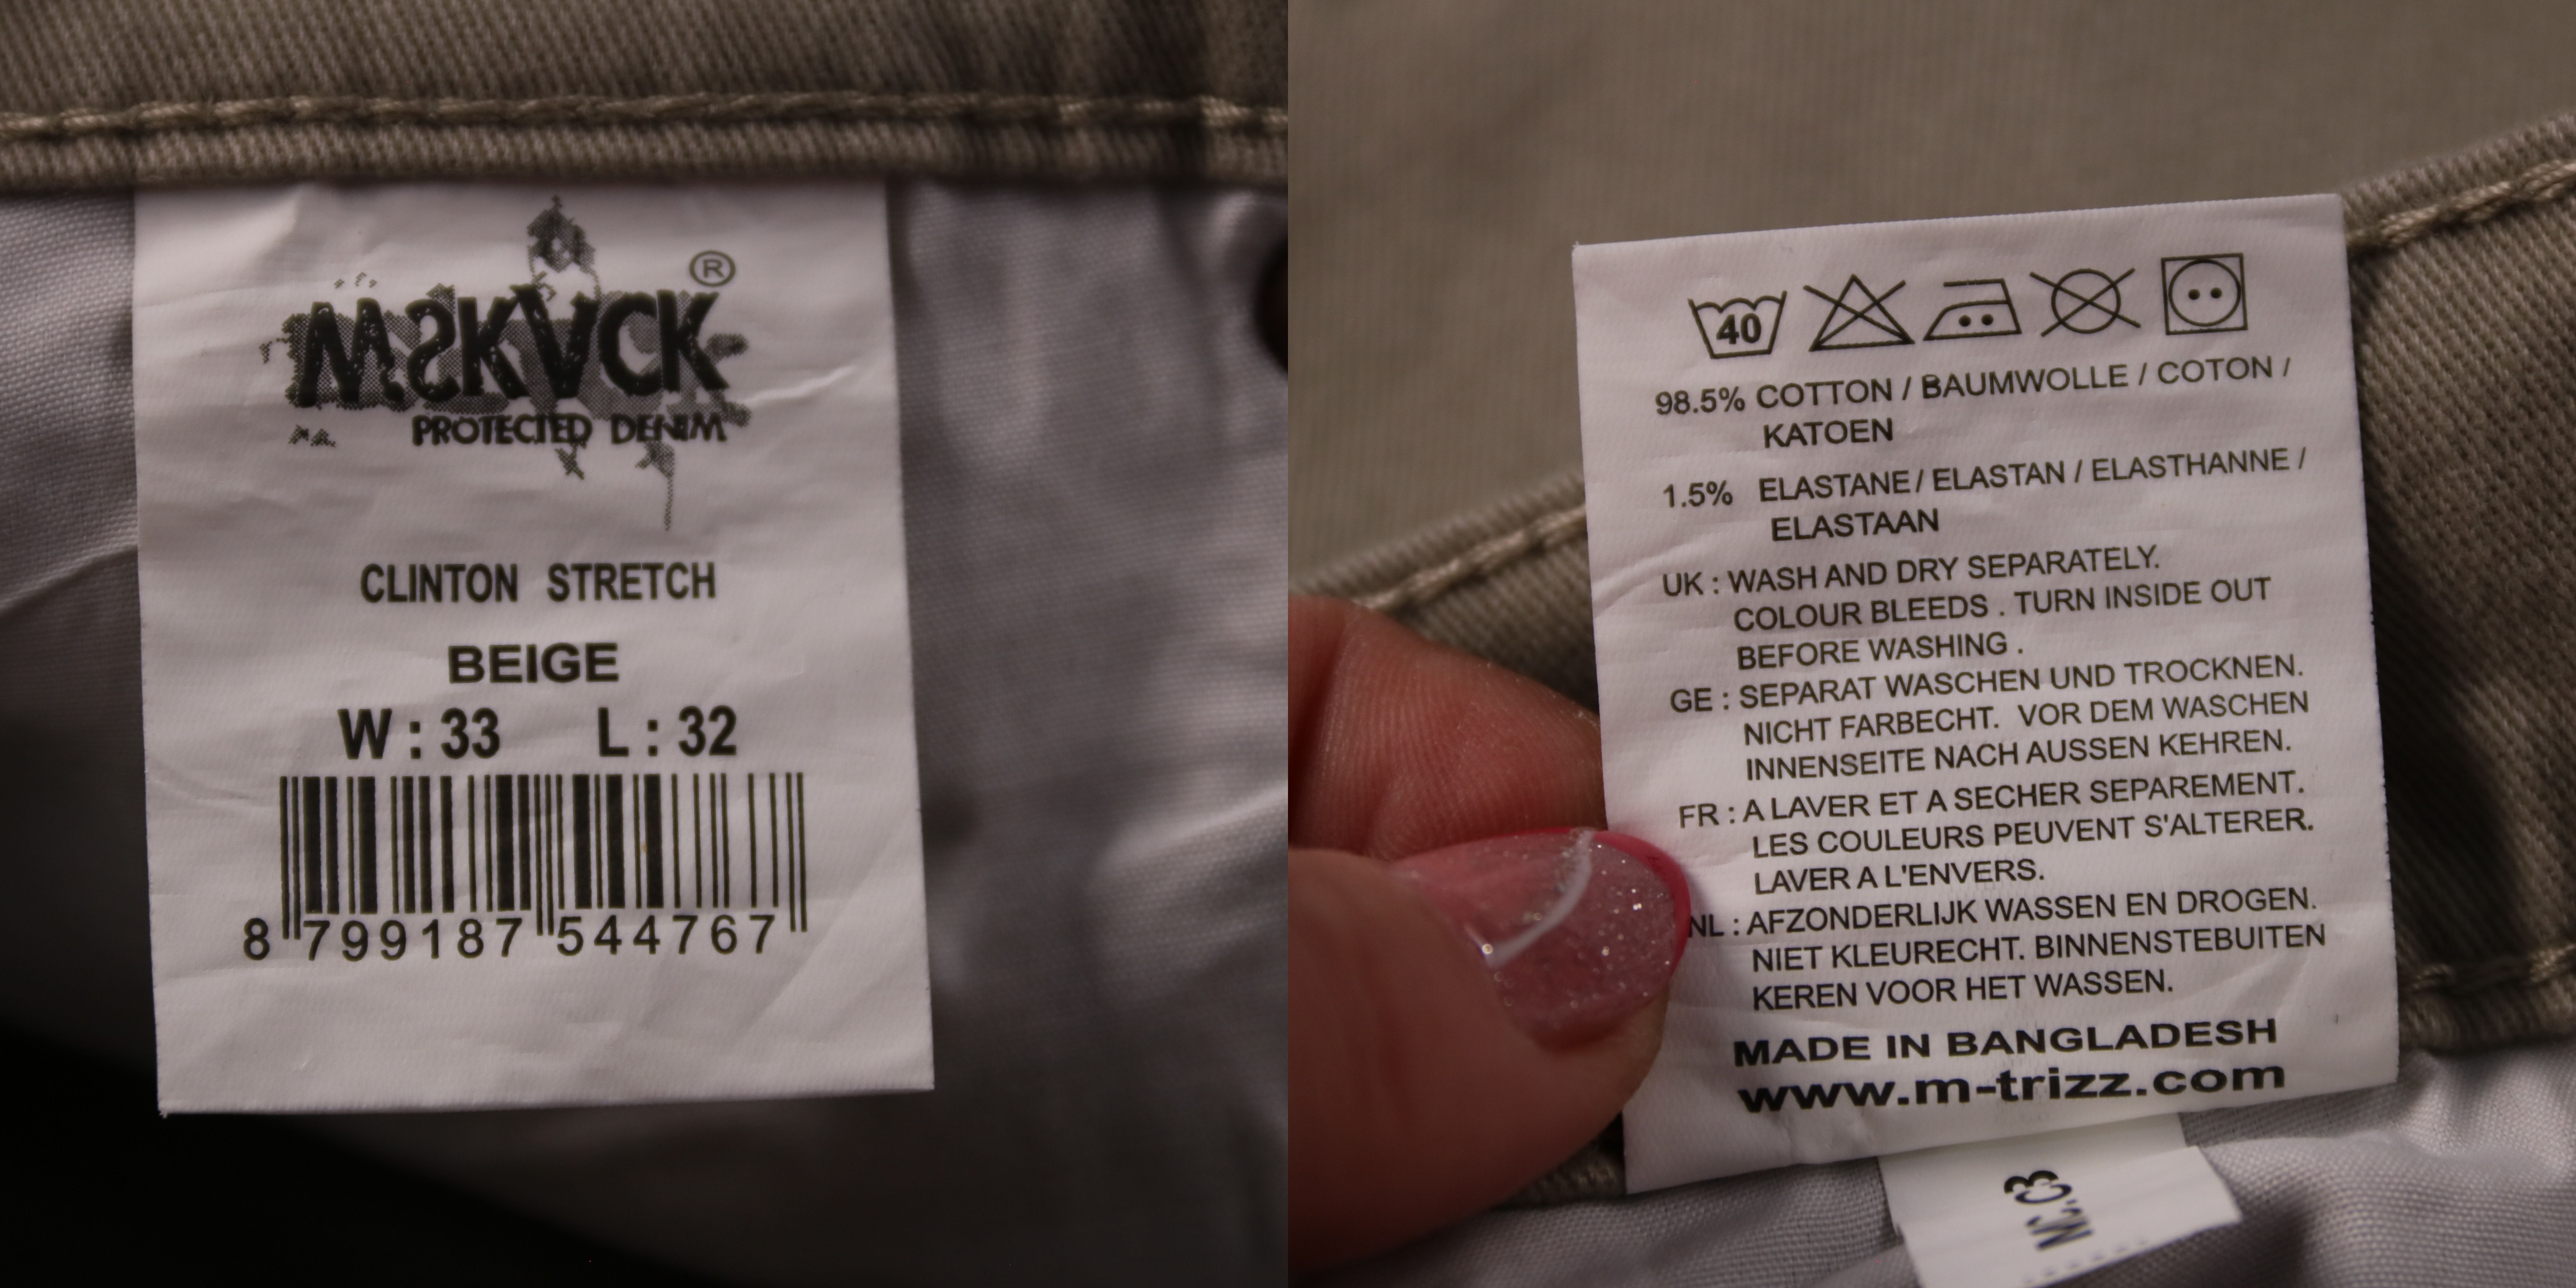 ®
MSKVCK
PROTECTED DENIM
CLINTON STRETCH
BEIGE
W : 33 L : 32
8 799187 544767
40
98.5% COTTON / BAUMWOLLE / COTON /
KATOEN
1.5% ELASTANE / ELASTAN / ELASTHANNE /
ELASTAAN
UK : WASH AND DRY SEPARATELY.
COLOUR BLEEDS . TURN INSIDE OUT
BEFORE WASHING .
GE : SEPARAT WASCHEN UND TROCKNEN.
NICHT FARBECHT. VOR DEM WASCHEN
INNENSEITE NACH AUSSEN KEHREN.
FR : A LAVER ET A SECHER SEPAREMENT.
LES COULEURS PEUVENT S'ALTERER.
LAVER A L'ENVERS.
NL : AFZONDERLIJK WASSEN EN DROGEN.
NIET KLEURECHT. BINNENSTEBUITEN
KEREN VOOR HET WASSEN.
MADE IN BANGLADESH
www.m-trizz.com